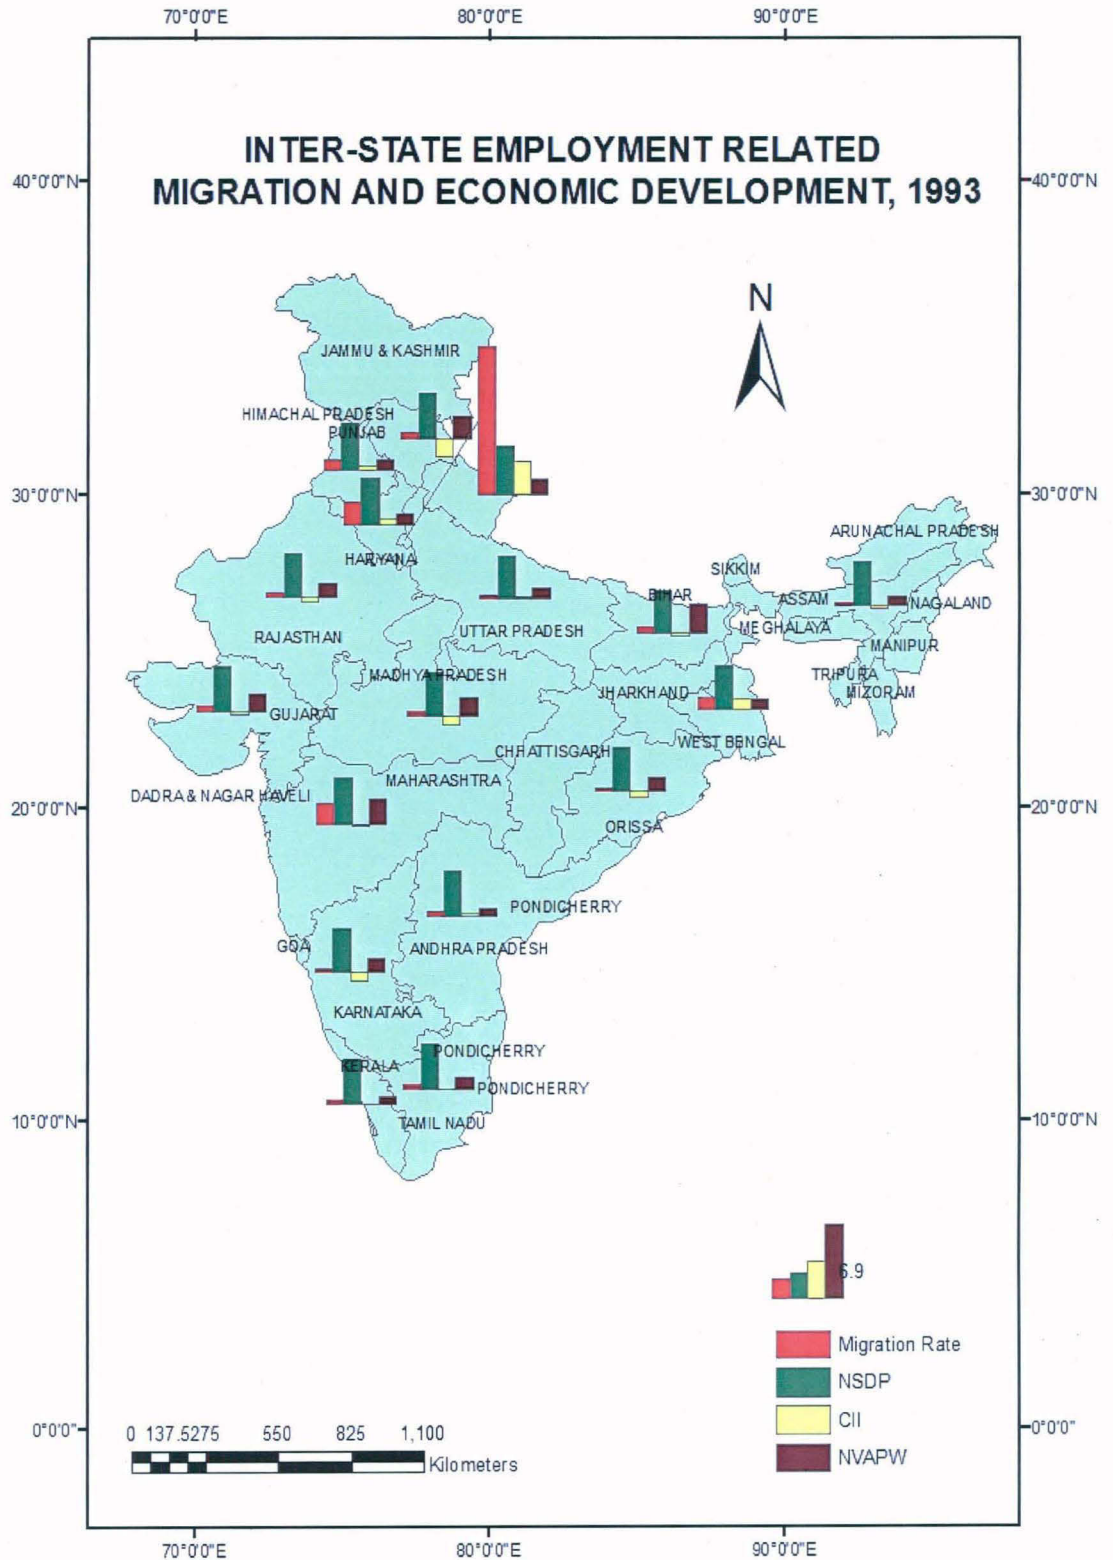 70°0'0"E 80°0'0"E 90°0'0"E
INTER-STATE EMPLOYMENT RELATED
MIGRATION AND ECONOMIC DEVELOPMENT, 1993
40°0'0"N 40°0'0"N
N
JAMMU & KASHMIR
HIMACHAL PRADESH
PUNJAB
30°0'0"N 30°0'0"N
ARUNACHAL PRADESH
HARYANA
SIKKIM
BIHAR
ASSAM
NAGALAND
RAJASTHAN
UTTAR PRADESH
MEGHALAYA
MANIPUR
MADHYA PRADESH
TRIPURA
JHARKHAND
MIZORAM
GUJARAT
WEST BENGAL
CHHATTISGARH
MAHARASHTRA
DADRA & NAGAR HAVELI
20°0'0"N 20°0'0"N
ORISSA
PONDICHERRY
GOA
ANDHRA PRADESH
KARNATAKA
PONDICHERRY
KERALA
PONDICHERRY
10°0'0"N 10°0'0"N
TAMIL NADU
6.9
Migration Rate
NSDP
CII
NVAPW
0°0'0" 0°0'0"
0 137.5275 550 825 1,100
Kilometers
70°0'0"E 80°0'0"E 90°0'0"E